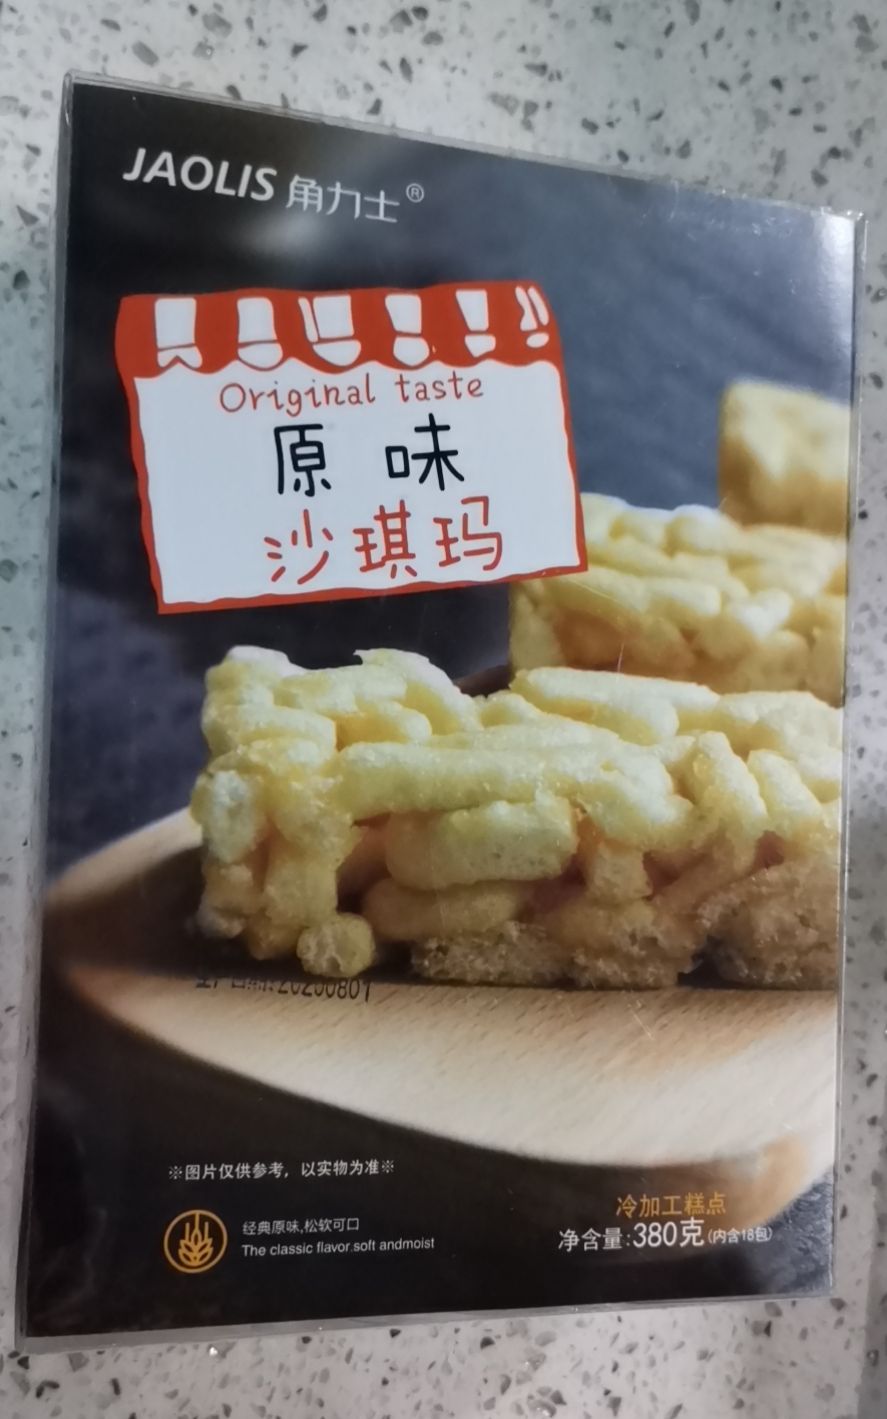 JAOLIS 角力士®
Original taste
原味
沙琪玛
※图片仅供参考，以实物为准※
经典原味,松软可口
The classic flavor.soft andmoist
冷加工糕点
净含量:380克(内含18包)